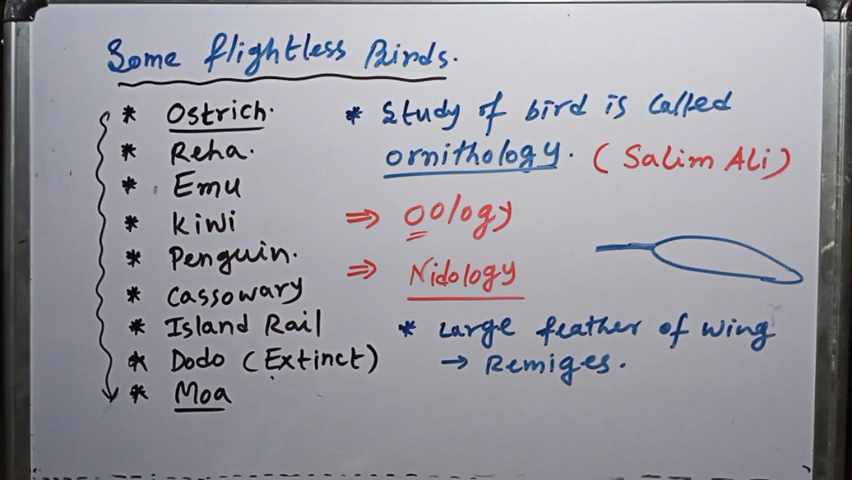 Some flightless Birds.
* Ostrich.
* Reha.
* Emu
* Kiwi
* Penguin.
* Cassowary
* Island Rail
* Dodo (Extinct)
* Moa
* Study of bird is called
ornithology. (Salim Ali)
⇒ Oology
⇒ Nidology
* Large feather of wing
→ Remiges.